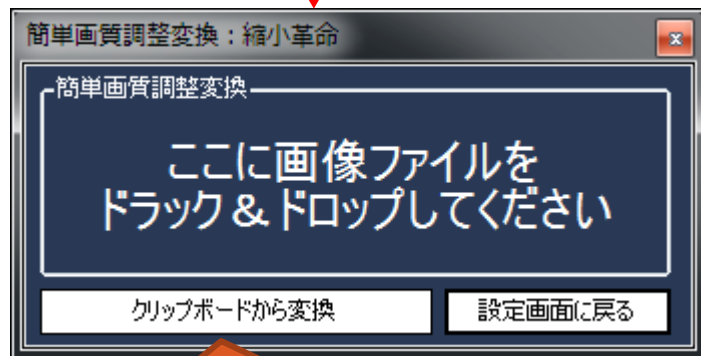 簡単画質調整変換：縮小革命
簡単画質調整変換
ここに画像ファイルを
ドラック＆ドロップしてください
クリップボードから変換
設定画面に戻る